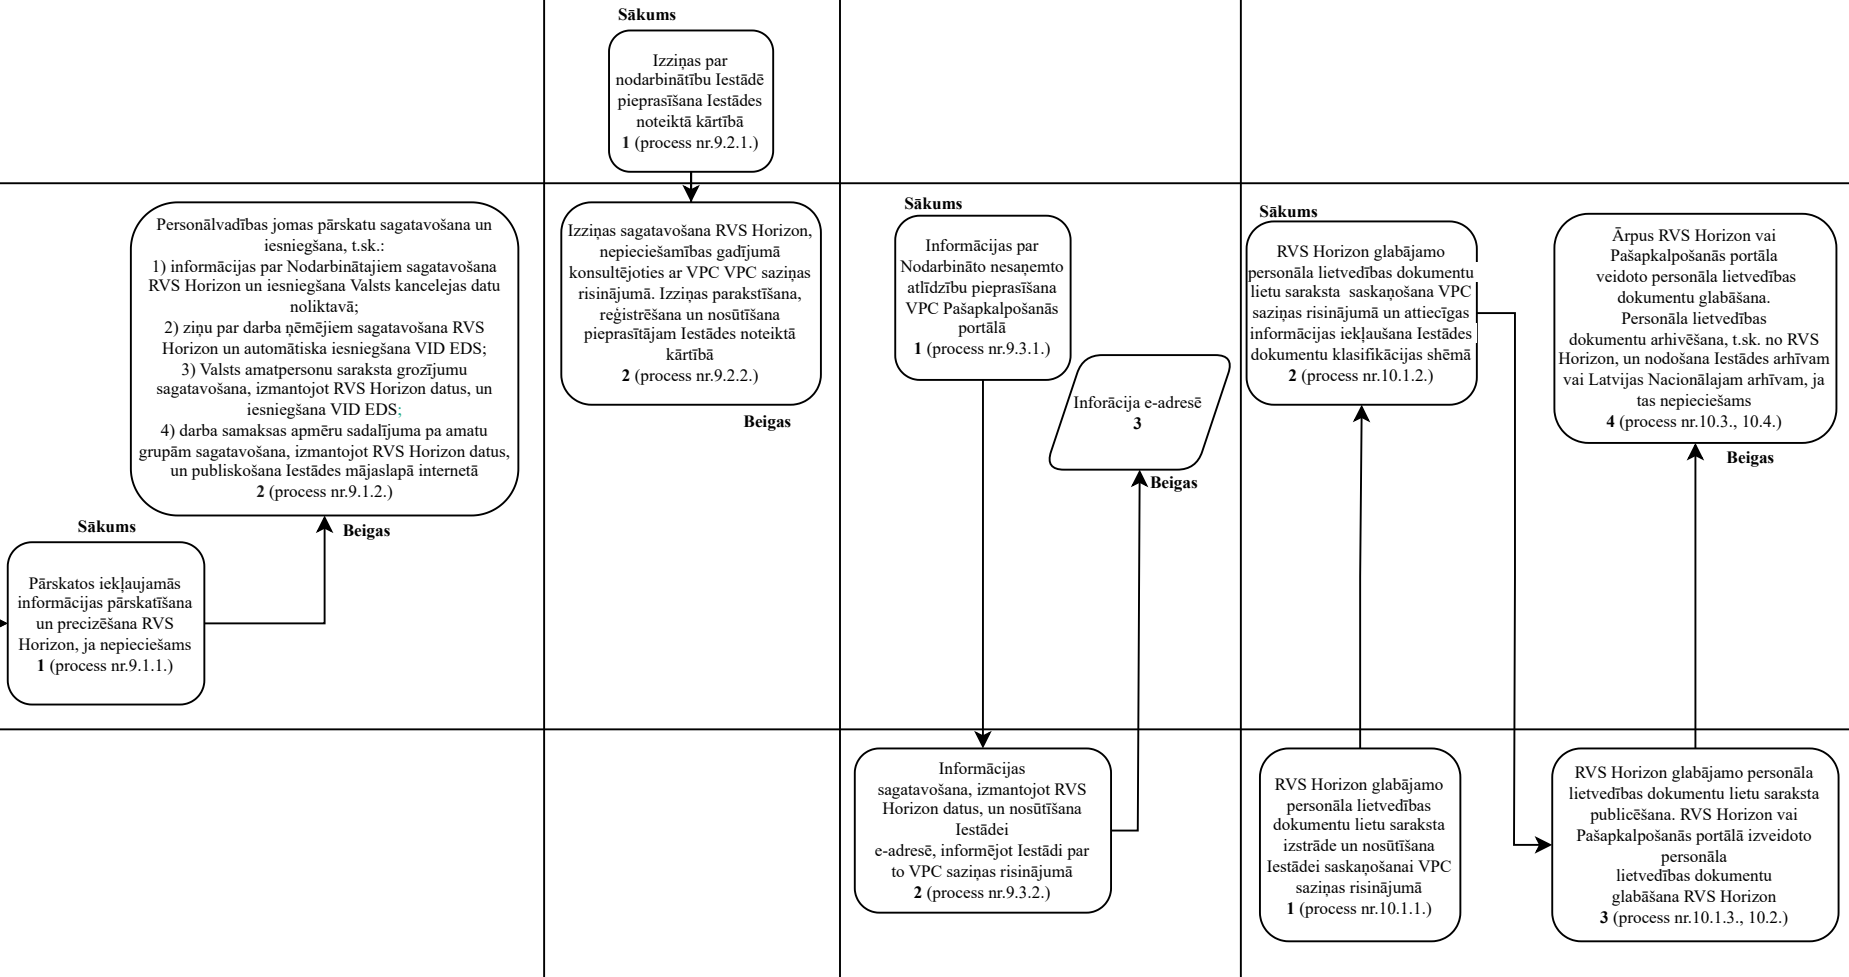 Sākums
Izziņas par
nodarbinātību Iestādē
pieprasīšana Iestādes
noteiktā kārtībā
1 (process nr.9.2.1.)
Personālvadības jomas pārskatu sagatavošana un
iesniegšana, t.sk.:
1) informācijas par Nodarbinātajiem sagatavošana
RVS Horizon un iesniegšana Valsts kancelejas datu
noliktavā;
2) ziņu par darba ņēmējiem sagatavošana RVS
Horizon un automātiska iesniegšana VID EDS;
3) Valsts amatpersonu saraksta grozījumu
sagatavošana, izmantojot RVS Horizon datus, un
iesniegšana VID EDS;
4) darba samaksas apmēru sadalījuma pa amatu
grupām sagatavošana, izmantojot RVS Horizon datus,
un publiskošana Iestādes mājaslapā internetā
2 (process nr.9.1.2.)
Beigas
Sākums
Pārskatos iekļaujamās
informācijas pārskatīšana
un precizēšana RVS
Horizon, ja nepieciešams
1 (process nr.9.1.1.)
Izziņas sagatavošana RVS Horizon,
nepieciešamības gadījumā
konsultējoties ar VPC VPC saziņas
risinājumā. Izziņas parakstīšana,
reģistrēšana un nosūtīšana
pieprasītājam Iestādes noteiktā
kārtībā
2 (process nr.9.2.2.)
Beigas
Sākums
Informācijas par
Nodarbināto nesaņemto
atlīdzību pieprasīšana
VPC Pašapkalpošanās
portālā
1 (process nr.9.3.1.)
Inforācija e-adresē
3
Beigas
Informācijas
sagatavošana, izmantojot RVS
Horizon datus, un nosūtīšana
Iestādei
e-adresē, informējot Iestādi par
to VPC saziņas risinājumā
2 (process nr.9.3.2.)
Sākums
RVS Horizon glabājamo
personāla lietvedības dokumentu
lietu saraksta saskaņošana VPC
saziņas risinājumā un attiecīgas
informācijas iekļaušana Iestādes
dokumentu klasifikācijas shēmā
2 (process nr.10.1.2.)
Ārpus RVS Horizon vai
Pašapkalpošanās portāla
veidoto personāla lietvedības
dokumentu glabāšana.
Personāla lietvedības
dokumentu arhivēšana, t.sk. no RVS
Horizon, un nodošana Iestādes arhīvam
vai Latvijas Nacionālajam arhīvam, ja
tas nepieciešams
4 (process nr.10.3., 10.4.)
Beigas
RVS Horizon glabājamo
personāla lietvedības
dokumentu lietu saraksta
izstrāde un nosūtīšana
Iestādei saskaņošanai VPC
saziņas risinājumā
1 (process nr.10.1.1.)
RVS Horizon glabājamo personāla
lietvedības dokumentu lietu saraksta
publicēšana. RVS Horizon vai
Pašapkalpošanās portālā izveidoto
personāla
lietvedības dokumentu
glabāšana RVS Horizon
3 (process nr.10.1.3., 10.2.)